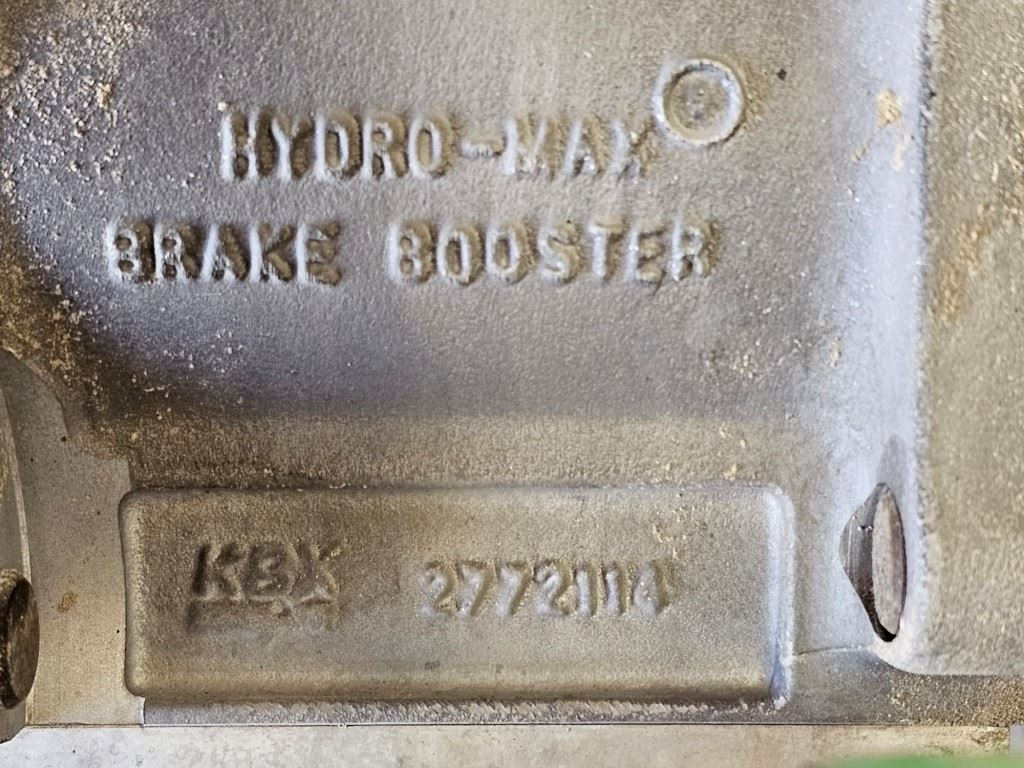 HYDRO-MAX
BRAKE BOOSTER
KBX 2772114